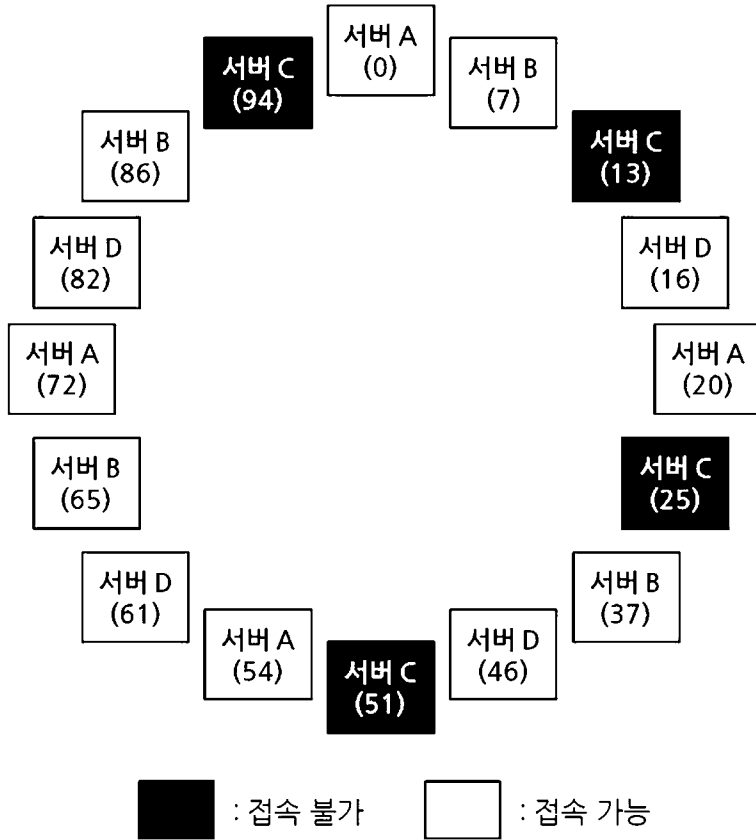 서버 A
(0)
서버 B
(7)
서버 C
(13)
서버 D
(16)
서버 A
(20)
서버 C
(25)
서버 B
(37)
서버 D
(46)
서버 C
(51)
서버 A
(54)
서버 D
(61)
서버 B
(65)
서버 A
(72)
서버 D
(82)
서버 B
(86)
서버 C
(94)
: 접속 불가
: 접속 가능